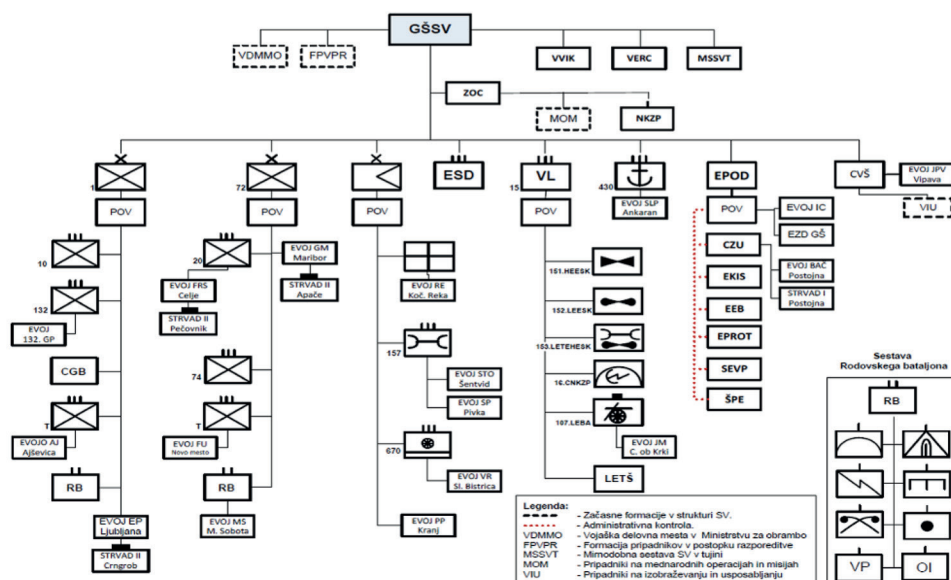 GŠSV
VDMMO
FPVPR
VVIK
VERC
MSSVT
ZOC
MOM
NKZP
1
72
ESD
15
VL
430
EPOD
CVŠ
EVOJ JPV
Vipava
VIU
POV
POV
POV
POV
EVOJ SLP
Ankaran
POV
EVOJ IC
EZD GŠ
10
20
EVOJ GM
Maribor
STRVAD II
Apače
EVOJ FRS
Celje
STRVAD II
Pečovnik
EVOJ RE
Koč. Reka
151.HEESK
152.LEESK
153.LETEHESK
16.CNKZP
107.LEBA
EVOJ JM
C. ob Krki
LETŠ
CZU
EVOJ BAČ
Postojna
STRVAD I
Postojna
EKIS
EEB
EPROT
SEVP
ŠPE
132
EVOJ
132. GP
CGB
T
EVOJO AJ
Ajševica
RB
EVOJ EP
Ljubljana
STRVAD II
Crngrob
74
T
EVOJ FU
Novo mesto
RB
EVOJ MS
M. Sobota
157
EVOJ STO
Šentvid
EVOJ SP
Pivka
670
EVOJ VR
Sl. Bistrica
EVOJ PP
Kranj
Sestava
Rodovskega bataljona
RB
VP
OI
Legenda:
- Začasne formacije v strukturi SV.
- Administrativna kontrola.
VDMMO - Vojaška delovna mesta v Ministrstvu za obrambo
FPVPR - Formacija pripadnikov v postopku razporeditve
MSSVT - Mirnodobna sestava SV v tujini
MOM - Pripadniki na mednarodnih operacijah in misijah
VIU - Pripadniki na izobraževanju in usposabljanju